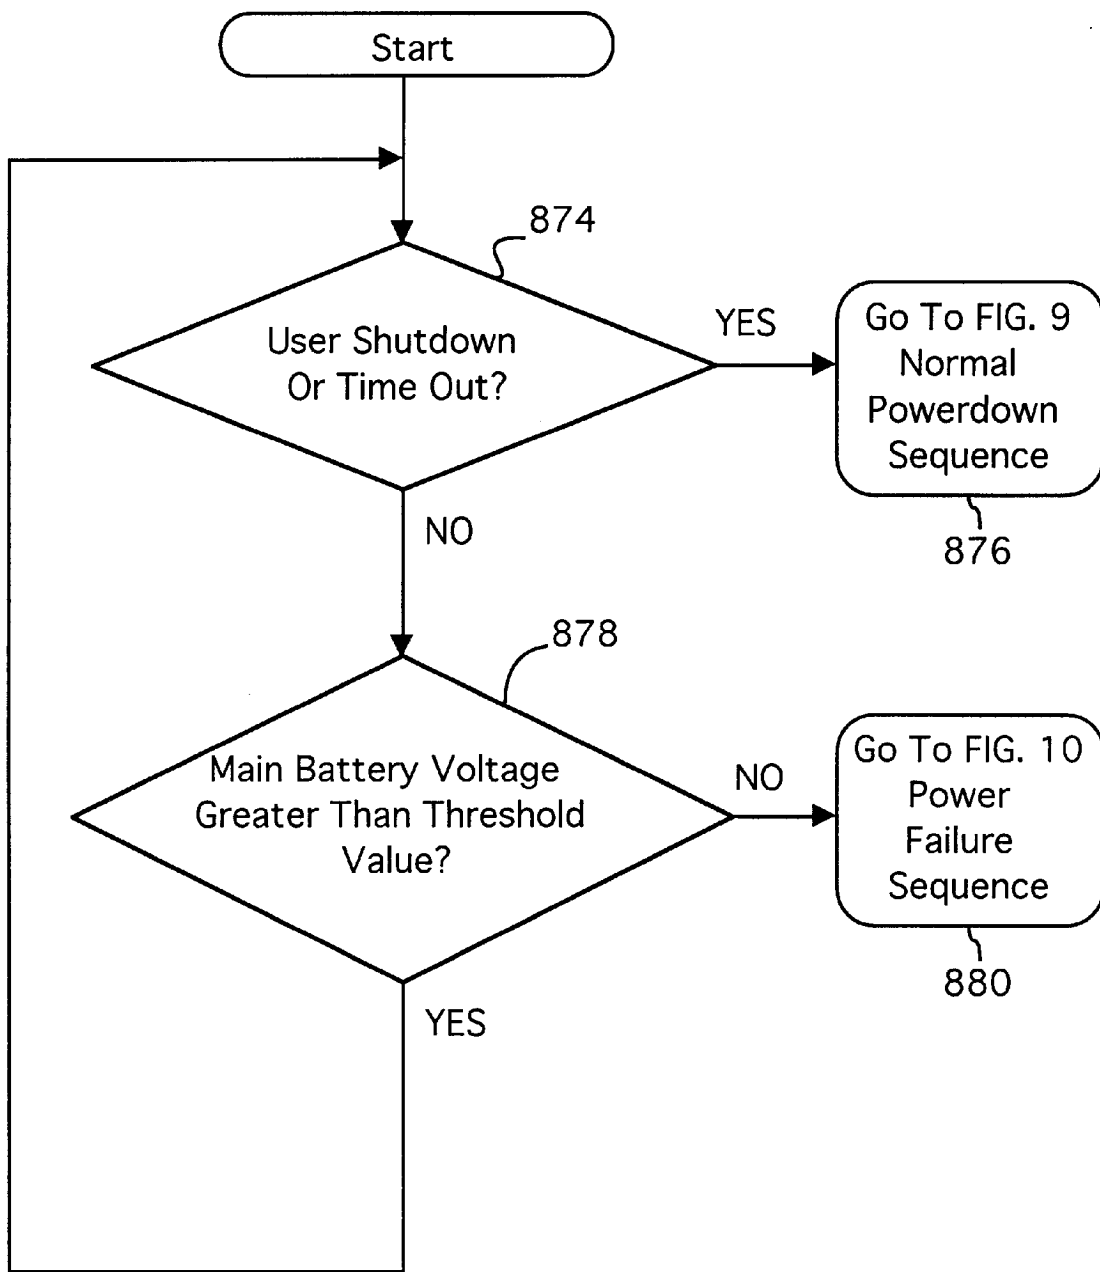 Start
874
User Shutdown
Or Time Out?
YES
Go To FIG. 9
Normal
Powerdown
Sequence
876
NO
878
Main Battery Voltage
Greater Than Threshold
Value?
NO
Go To FIG. 10
Power
Failure
Sequence
880
YES